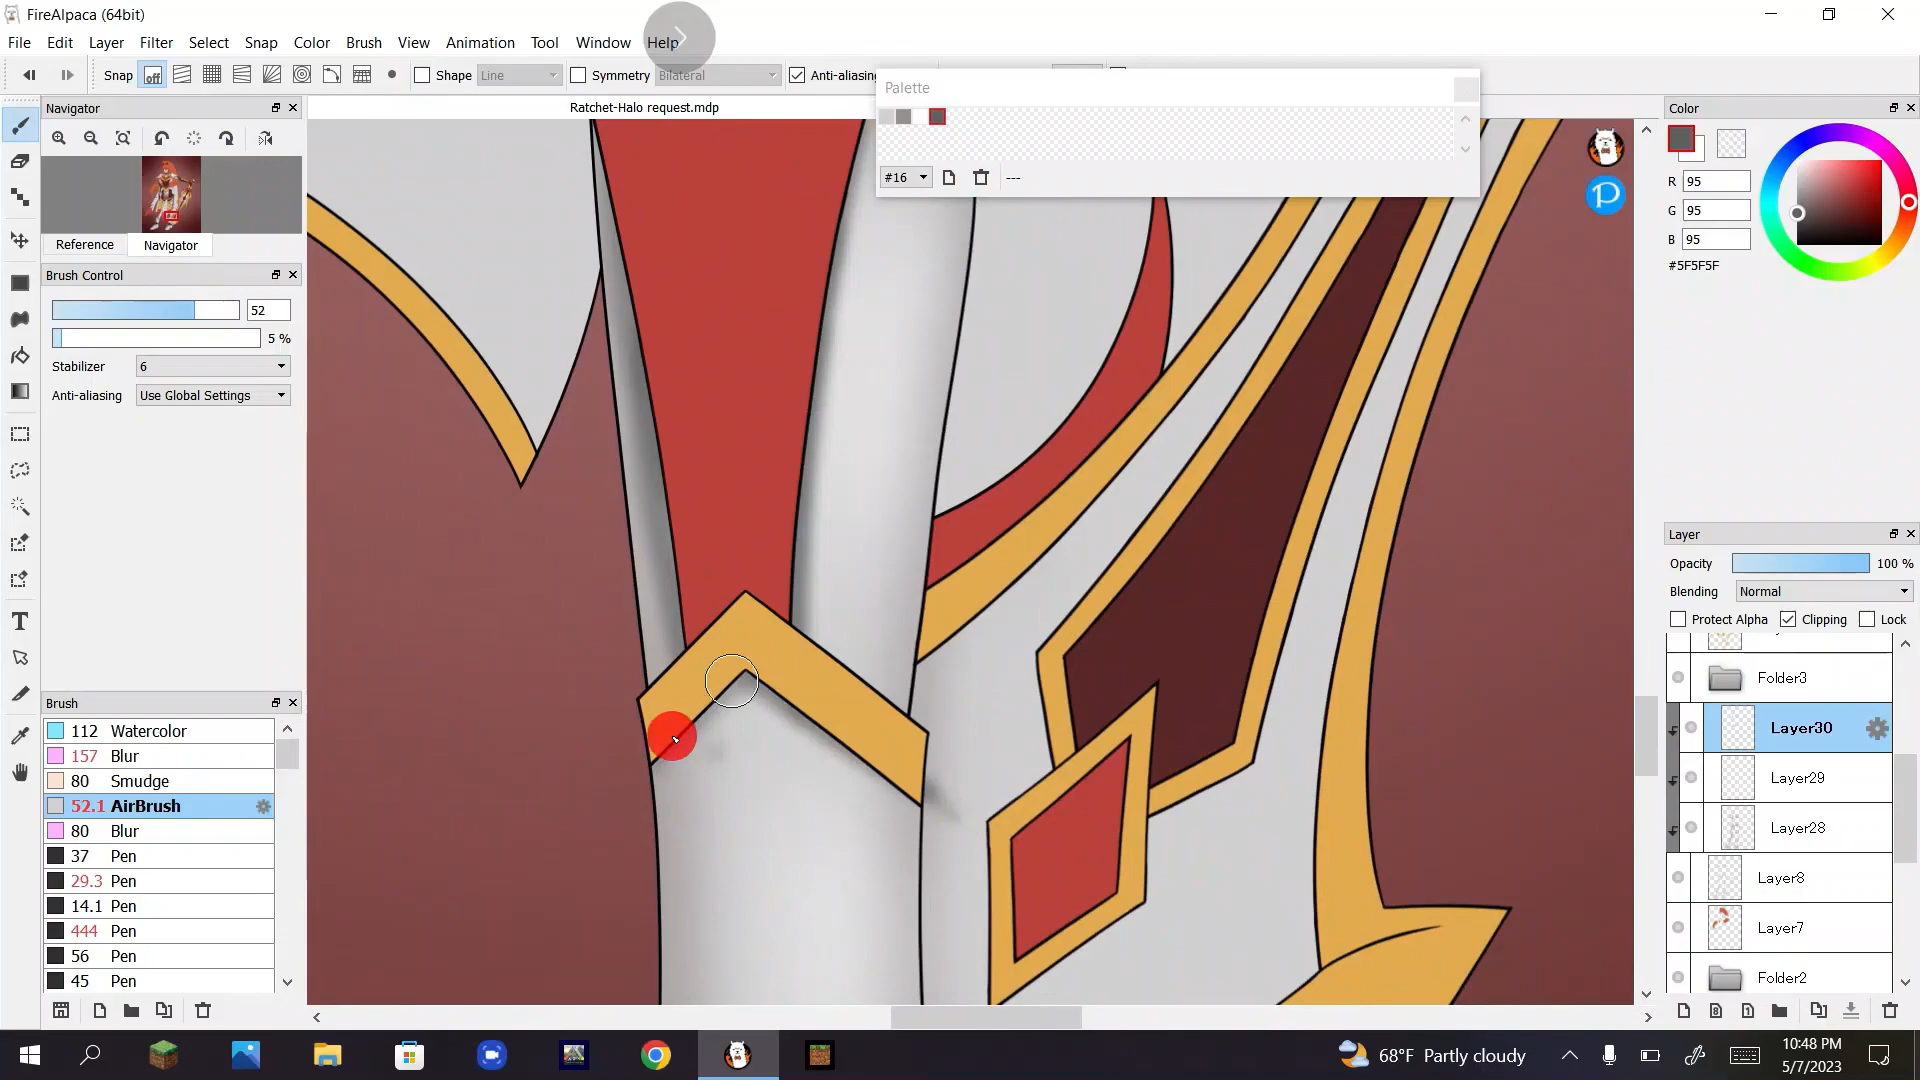 FireAlpaca (64bit)
File Edit Layer Filter Select Snap Color Brush View Animation Tool Window Help
Snap off Shape Line Symmetry Bilateral Anti-aliasing
Palette
#16 ---
Navigator
Ratchet-Halo request.mdp
Color
R 95
G 95
B 95
#5F5F5F
Reference Navigator
Brush Control
52
5 %
Stabilizer 6
Anti-aliasing Use Global Settings
Brush
112 Watercolor
157 Blur
80 Smudge
52.1 AirBrush
80 Blur
37 Pen
29.3 Pen
14.1 Pen
444 Pen
56 Pen
45 Pen
Layer
Opacity 100 %
Blending Normal
Protect Alpha Clipping Lock
Folder3
Layer30
Layer29
Layer28
Layer8
Layer7
Folder2
68°F Partly cloudy
10:48 PM
5/7/2023